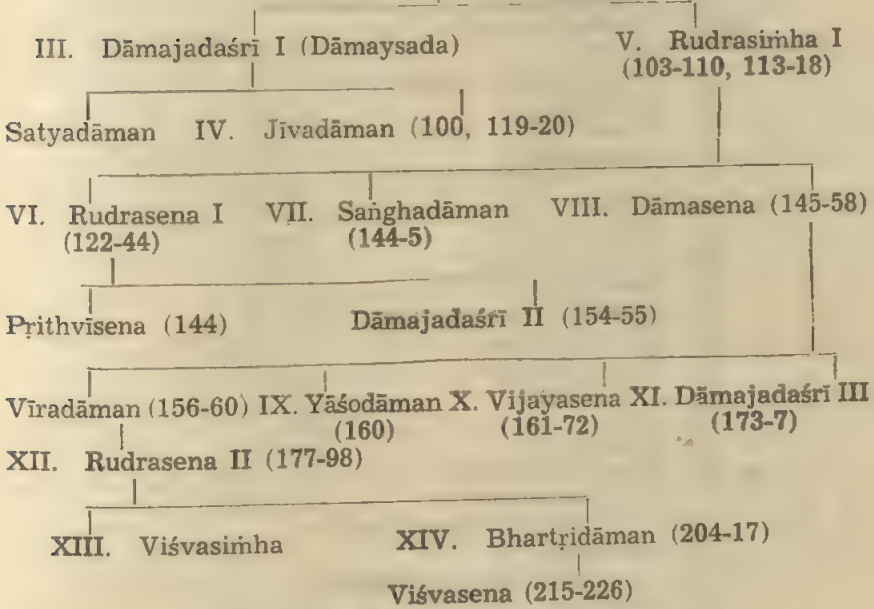 III. Dāmajadaśrī I (Dāmaysada) V. Rudrasiṁha I
(103-110, 113-18)
Satyadāman IV. Jīvadāman (100, 119-20)
VI. Rudrasena I VII. Saṅghadāman VIII. Dāmasena (145-58)
(122-44) (144-5)
Pṛithvīsena (144) Dāmajadaśrī II (154-55)
Vīradāman (156-60) IX. Yāśodāman X. Vijayasena XI. Dāmajadaśrī III
(160) (161-72) (173-7)
XII. Rudrasena II (177-98)
XIII. Viśvasiṁha XIV. Bhartṛidāman (204-17)
Viśvasena (215-226)